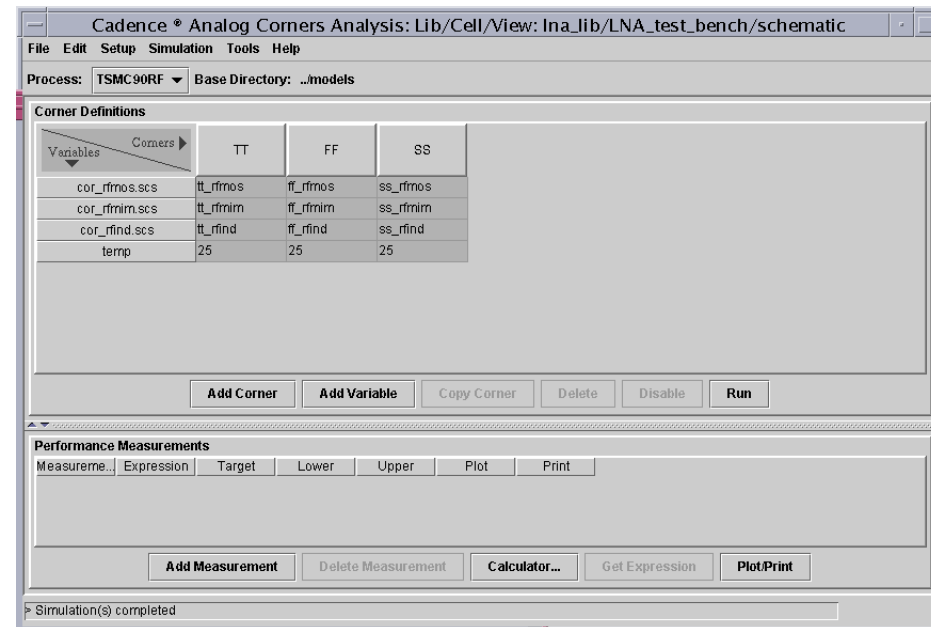 Cadence ® Analog Corners Analysis: Lib/Cell/View: lna_lib/LNA_test_bench/schematic
File Edit Setup Simulation Tools Help
Process: TSMC90RF Base Directory: ../models
Corner Definitions
Variables Corners TT FF SS
cor_rfmos.scs tt_rfmos ff_rfmos ss_rfmos
cor_rfmim.scs tt_rfmim ff_rfmim ss_rfmim
cor_rfind.scs tt_rfind ff_rfind ss_rfind
temp 25 25 25
Add Corner Add Variable Copy Corner Delete Disable Run
Performance Measurements
Measureme... Expression Target Lower Upper Plot Print
Add Measurement Delete Measurement Calculator... Get Expression Plot/Print
> Simulation(s) completed